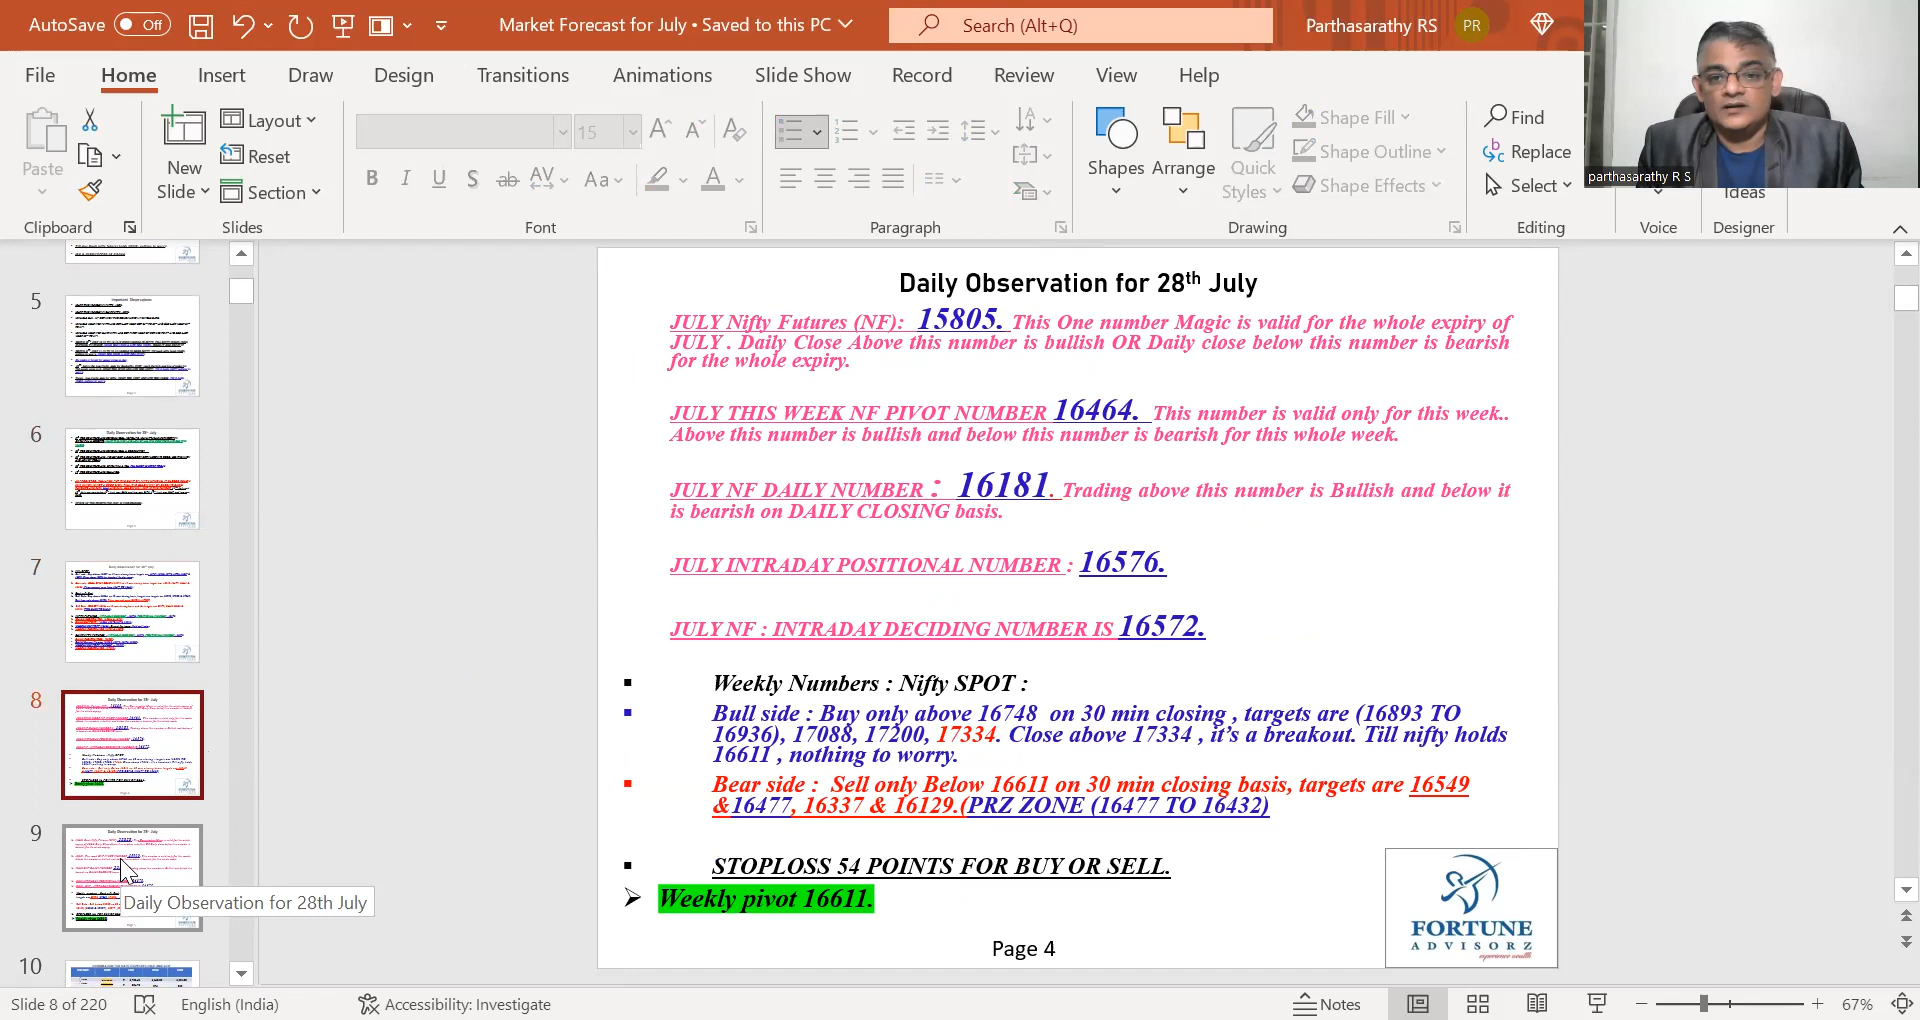 AutoSave Off Market Forecast for July • Saved to this PC Search (Alt+Q) Parthasarathy RS PR
File Home Insert Draw Design Transitions Animations Slide Show Record Review View Help
Paste New Slide Layout Reset Section 15 Shapes Arrange Quick Styles Shape Fill Shape Outline Shape Effects Find Replace Select Ideas
parthasarathy R S
Clipboard Slides Font Paragraph Drawing Editing Voice Designer
5
6
7
8
9
10
Daily Observation for 28th July
Daily Observation for 28th July
JULY Nifty Futures (NF): 15805. This One number Magic is valid for the whole expiry of
JULY . Daily Close Above this number is bullish OR Daily close below this number is bearish
for the whole expiry.
JULY THIS WEEK NF PIVOT NUMBER 16464. This number is valid only for this week..
Above this number is bullish and below this number is bearish for this whole week.
JULY NF DAILY NUMBER : 16181. Trading above this number is Bullish and below it
is bearish on DAILY CLOSING basis.
JULY INTRADAY POSITIONAL NUMBER : 16576.
JULY NF : INTRADAY DECIDING NUMBER IS 16572.
▪ Weekly Numbers : Nifty SPOT :
▪ Bull side : Buy only above 16748 on 30 min closing , targets are (16893 TO
16936), 17088, 17200, 17334. Close above 17334 , it's a breakout. Till nifty holds
16611 , nothing to worry.
▪ Bear side : Sell only Below 16611 on 30 min closing basis, targets are 16549
&16477, 16337 & 16129.(PRZ ZONE (16477 TO 16432)
▪ STOPLOSS 54 POINTS FOR BUY OR SELL.
➢ Weekly pivot 16611.
Page 4
FORTUNE
ADVISORZ
experience wealth
Slide 8 of 220 English (India) Accessibility: Investigate Notes 67%